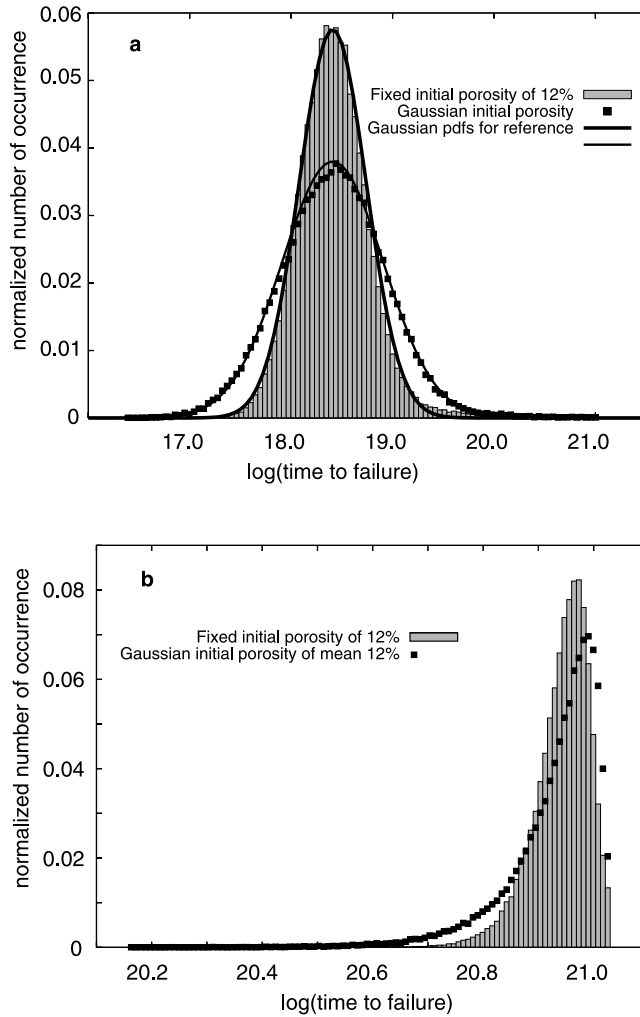 0.06
a
0.05
Fixed initial porosity of 12%
Gaussian initial porosity
Gaussian pdfs for reference
0.04
0.03
0.02
0.01
0
normalized number of occurrence
17.0 18.0 19.0 20.0 21.0
log(time to failure)
b
0.08
Fixed initial porosity of 12%
Gaussian initial porosity of mean 12%
0.06
0.04
0.02
0
normalized number of occurrence
20.2 20.4 20.6 20.8 21.0
log(time to failure)